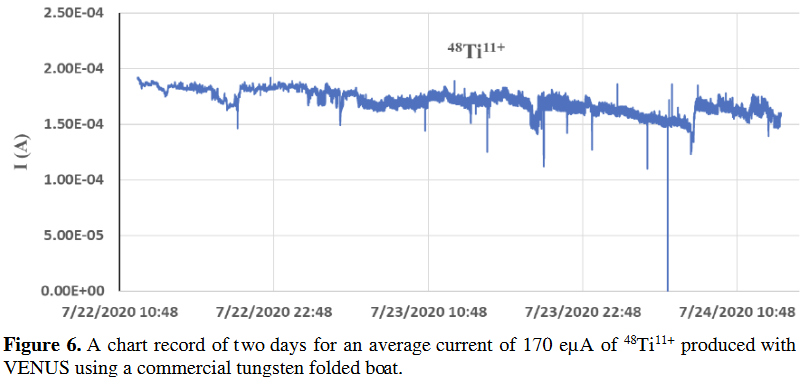 2.50E-04
⁴⁸Ti¹¹⁺
2.00E-04
1.50E-04
I (A)
1.00E-04
5.00E-05
0.00E+00
7/22/2020 10:48 7/22/2020 22:48 7/23/2020 10:48 7/23/2020 22:48 7/24/2020 10:48
Figure 6. A chart record of two days for an average current of 170 eμA of ⁴⁸Ti¹¹⁺ produced with
VENUS using a commercial tungsten folded boat.